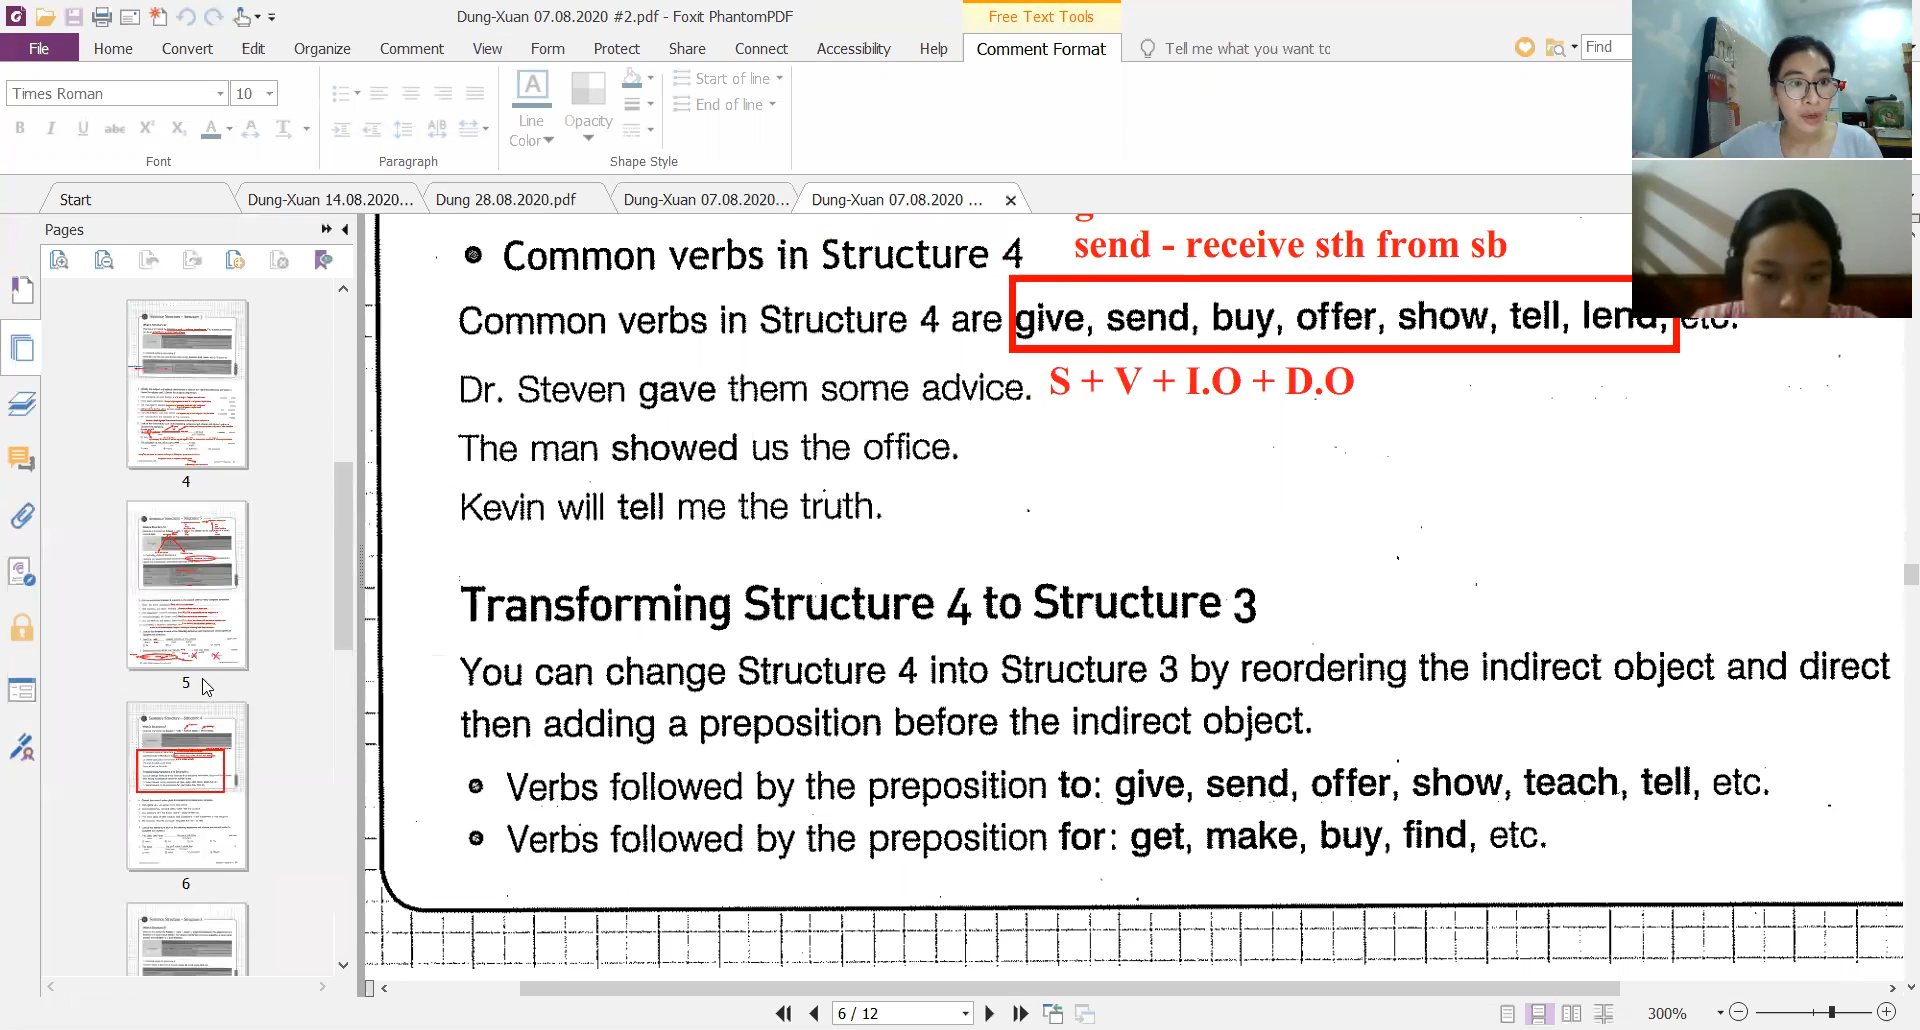 Dung-Xuan 07.08.2020 #2.pdf - Foxit PhantomPDF
Free Text Tools
File Home Convert Edit Organize Comment View Form Protect Share Connect Accessibility Help Comment Format Tell me what you want to Find
Times Roman 10
Start of line
End of line
B I U abc X² X₂ A A T
Line Color
Opacity
Font Paragraph Shape Style
Start Dung-Xuan 14.08.2020... Dung 28.08.2020.pdf Dung-Xuan 07.08.2020... Dung-Xuan 07.08.2020 ...
Pages
4
5
6
send - receive sth from sb
• Common verbs in Structure 4
Common verbs in Structure 4 are give, send, buy, offer, show, tell, lend, etc.
Dr. Steven gave them some advice. S + V + I.O + D.O
The man showed us the office.
Kevin will tell me the truth.
Transforming Structure 4 to Structure 3
You can change Structure 4 into Structure 3 by reordering the indirect object and direct
then adding a preposition before the indirect object.
• Verbs followed by the preposition to: give, send, offer, show, teach, tell, etc.
• Verbs followed by the preposition for: get, make, buy, find, etc.
6 / 12
300%